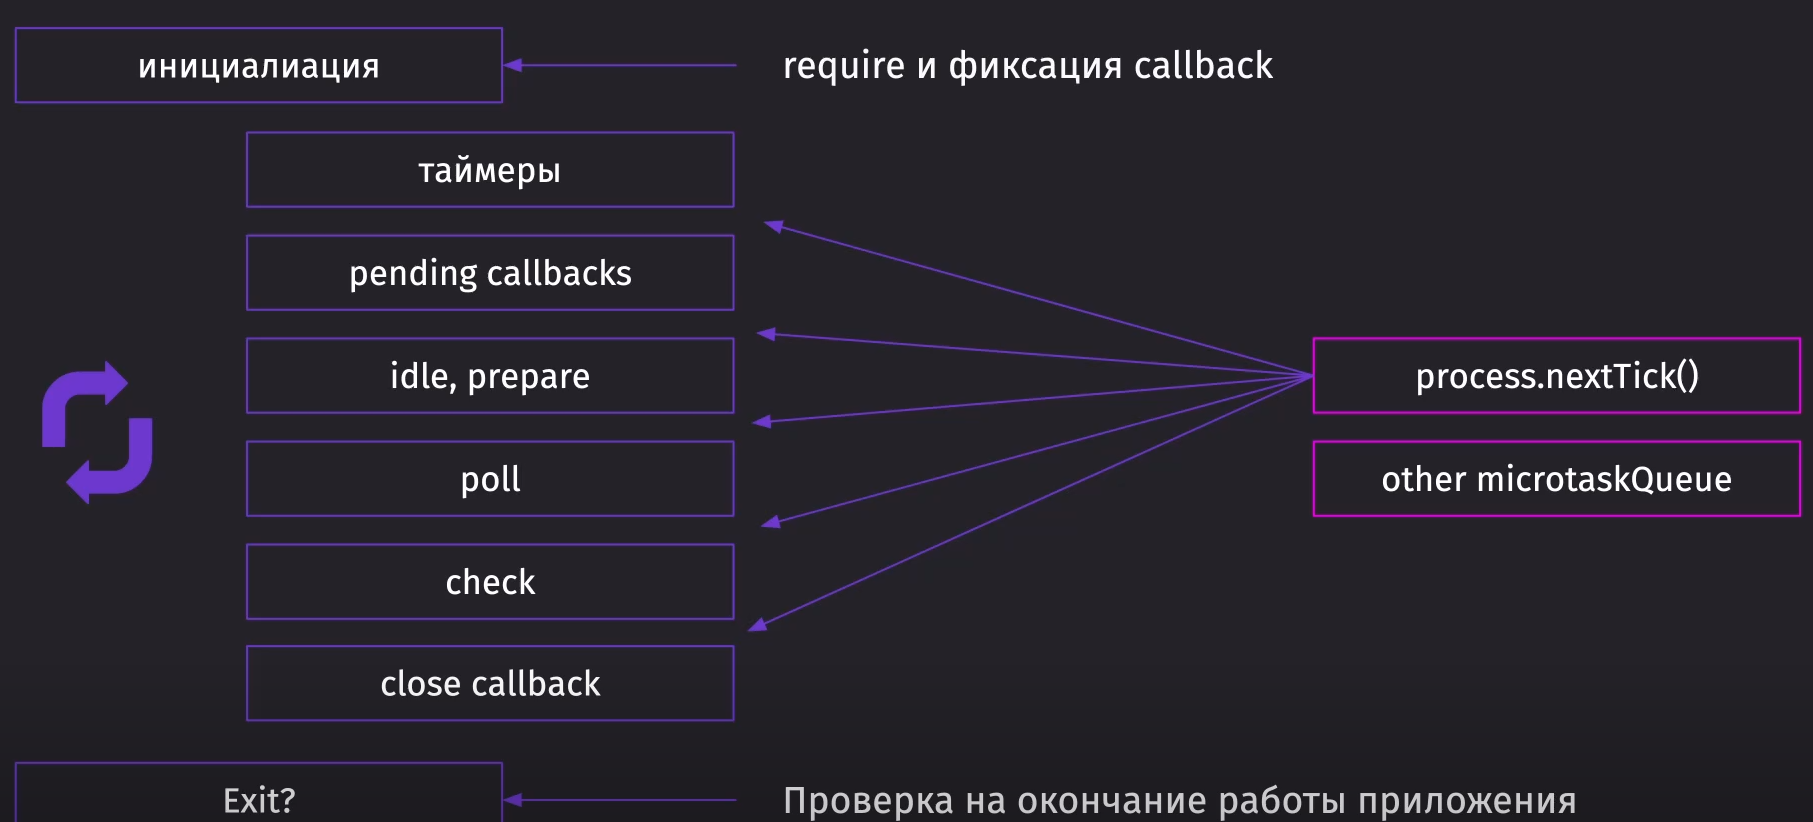 инициалиация
require и фиксация callback
таймеры
pending callbacks
idle, prepare
process.nextTick()
poll
other microtaskQueue
check
close callback
Exit?
Проверка на окончание работы приложения